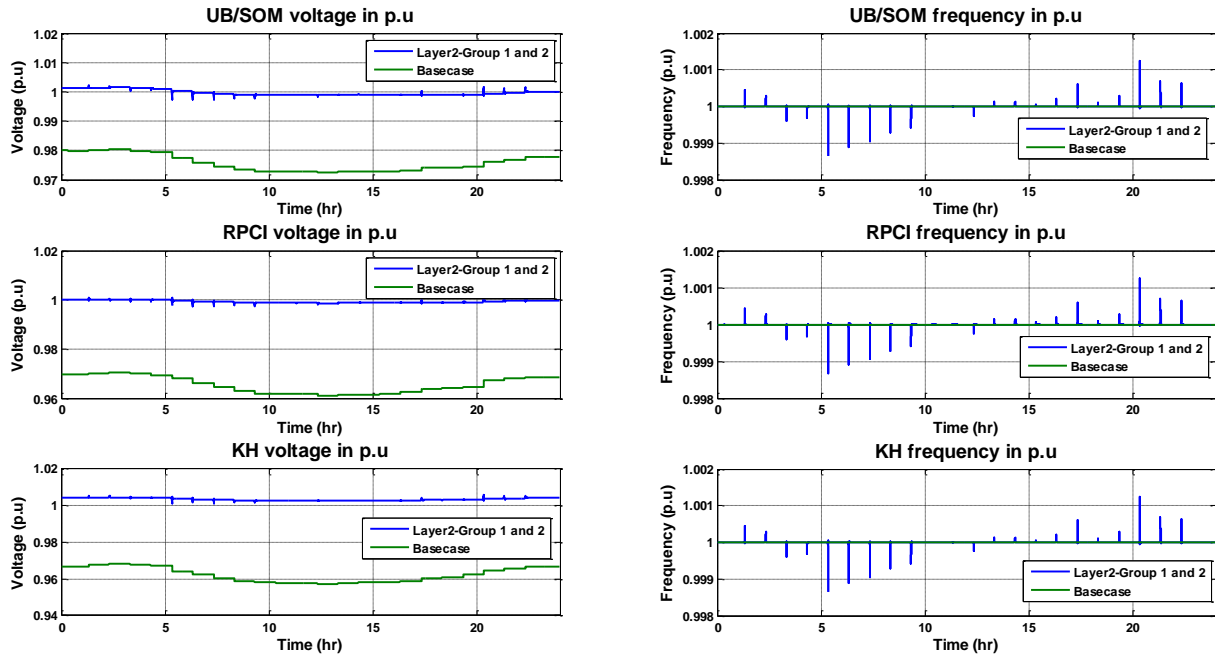 UB/SOM voltage in p.u
1.02
1.01
1
0.99
0.98
0.97
Voltage (p.u)
Layer2-Group 1 and 2
Basecase
0 5 10 15 20
Time (hr)
UB/SOM frequency in p.u
1.002
1.001
1
0.999
0.998
Frequency (p.u)
Layer2-Group 1 and 2
Basecase
0 5 10 15 20
Time (hr)
RPCI voltage in p.u
1.02
1
0.98
0.96
Voltage (p.u)
Layer2-Group 1 and 2
Basecase
0 5 10 15 20
Time (hr)
RPCI frequency in p.u
1.002
1.001
1
0.999
0.998
Frequency (p.u)
Layer2-Group 1 and 2
Basecase
0 5 10 15 20
Time (hr)
KH voltage in p.u
1.02
1
0.98
0.96
0.94
Voltage (p.u)
Layer2-Group 1 and 2
Basecase
0 5 10 15 20
Time (hr)
KH frequency in p.u
1.002
1.001
1
0.999
0.998
Frequency (p.u)
Layer2-Group 1 and 2
Basecase
0 5 10 15 20
Time (hr)